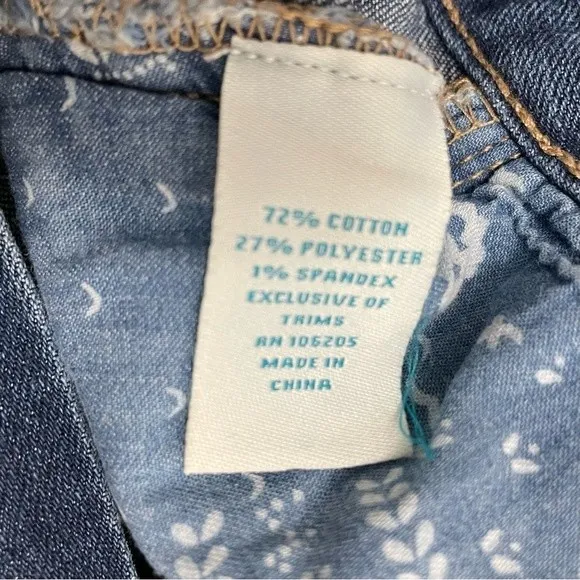 72% COTTON
27% POLYESTER
1% SPANDEX
EXCLUSIVE OF
TRIMS
RN 106205
MADE IN
CHINA